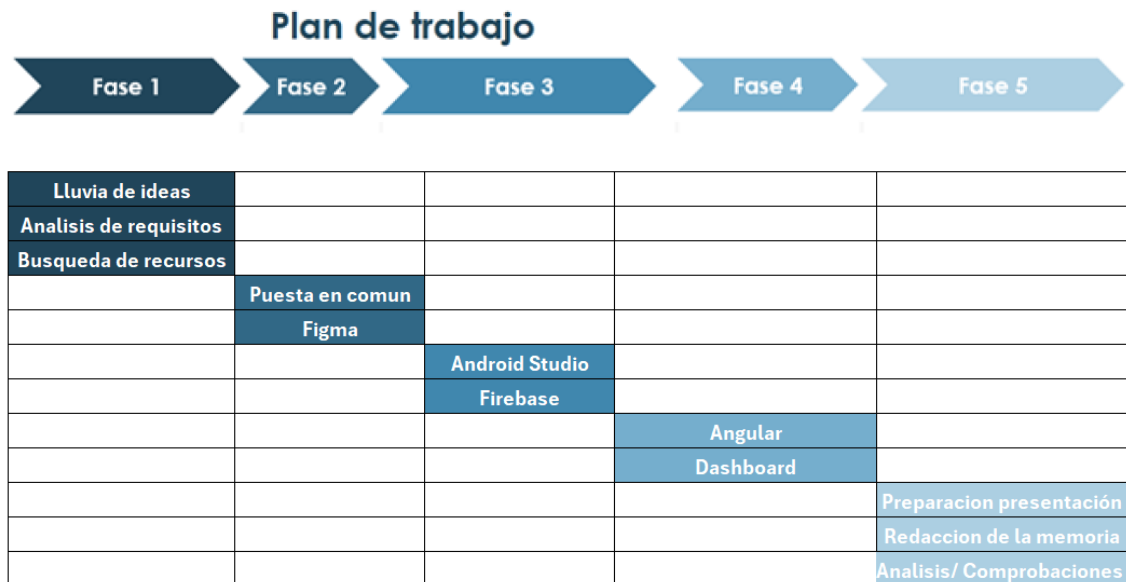 Plan de trabajo
Fase 1
Fase 2
Fase 3
Fase 4
Fase 5
Lluvia de ideas
Analisis de requisitos
Busqueda de recursos
Puesta en comun
Figma
Android Studio
Firebase
Angular
Dashboard
Preparacion presentación
Redaccion de la memoria
Analisis/ Comprobaciones